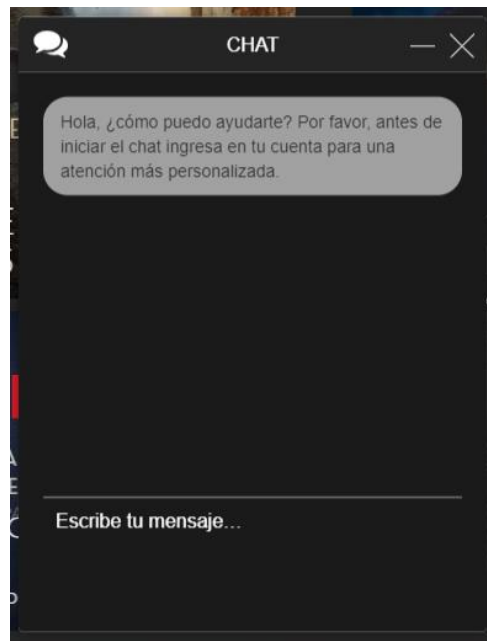 CHAT
Hola, ¿cómo puedo ayudarte? Por favor, antes de
iniciar el chat ingresa en tu cuenta para una
atención más personalizada.
Escribe tu mensaje...